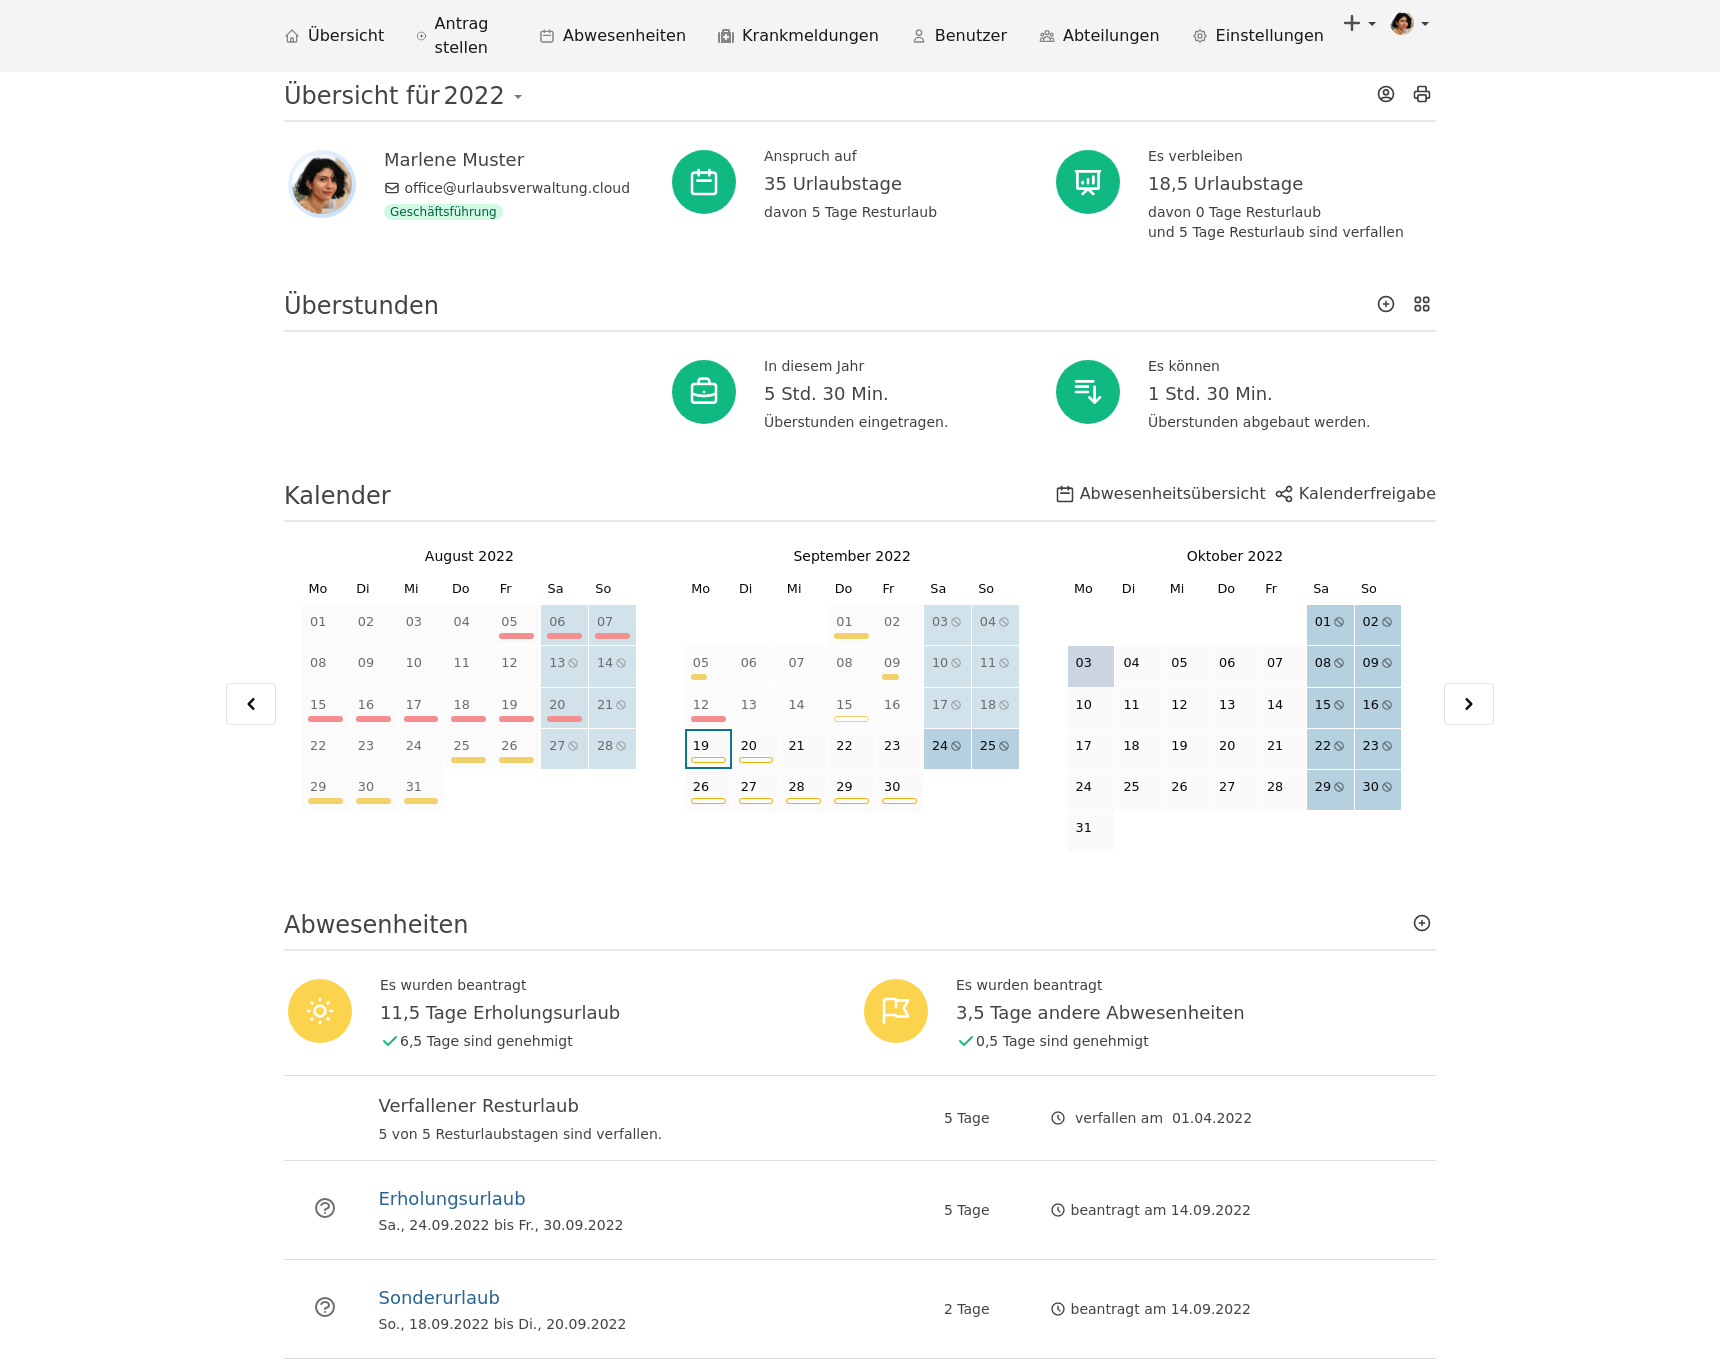 Übersicht
Antrag
stellen
Abwesenheiten
Krankmeldungen
Benutzer
Abteilungen
Einstellungen
Übersicht für 2022
Marlene Muster
office@urlaubsverwaltung.cloud
Geschäftsführung
Anspruch auf
35 Urlaubstage
davon 5 Tage Resturlaub
Es verbleiben
18,5 Urlaubstage
davon 0 Tage Resturlaub
und 5 Tage Resturlaub sind verfallen
Überstunden
In diesem Jahr
5 Std. 30 Min.
Überstunden eingetragen.
Es können
1 Std. 30 Min.
Überstunden abgebaut werden.
Kalender
Abwesenheitsübersicht
Kalenderfreigabe
August 2022
Mo Di Mi Do Fr Sa So
01 02 03 04 05 06 07
08 09 10 11 12 13 14
15 16 17 18 19 20 21
22 23 24 25 26 27 28
29 30 31
September 2022
Mo Di Mi Do Fr Sa So
01 02 03 04
05 06 07 08 09 10 11
12 13 14 15 16 17 18
19 20 21 22 23 24 25
26 27 28 29 30
Oktober 2022
Mo Di Mi Do Fr Sa So
01 02
03 04 05 06 07 08 09
10 11 12 13 14 15 16
17 18 19 20 21 22 23
24 25 26 27 28 29 30
31
Abwesenheiten
Es wurden beantragt
11,5 Tage Erholungsurlaub
6,5 Tage sind genehmigt
Es wurden beantragt
3,5 Tage andere Abwesenheiten
0,5 Tage sind genehmigt
Verfallener Resturlaub
5 von 5 Resturlaubstagen sind verfallen.
5 Tage
verfallen am 01.04.2022
Erholungsurlaub
Sa., 24.09.2022 bis Fr., 30.09.2022
5 Tage
beantragt am 14.09.2022
Sonderurlaub
So., 18.09.2022 bis Di., 20.09.2022
2 Tage
beantragt am 14.09.2022